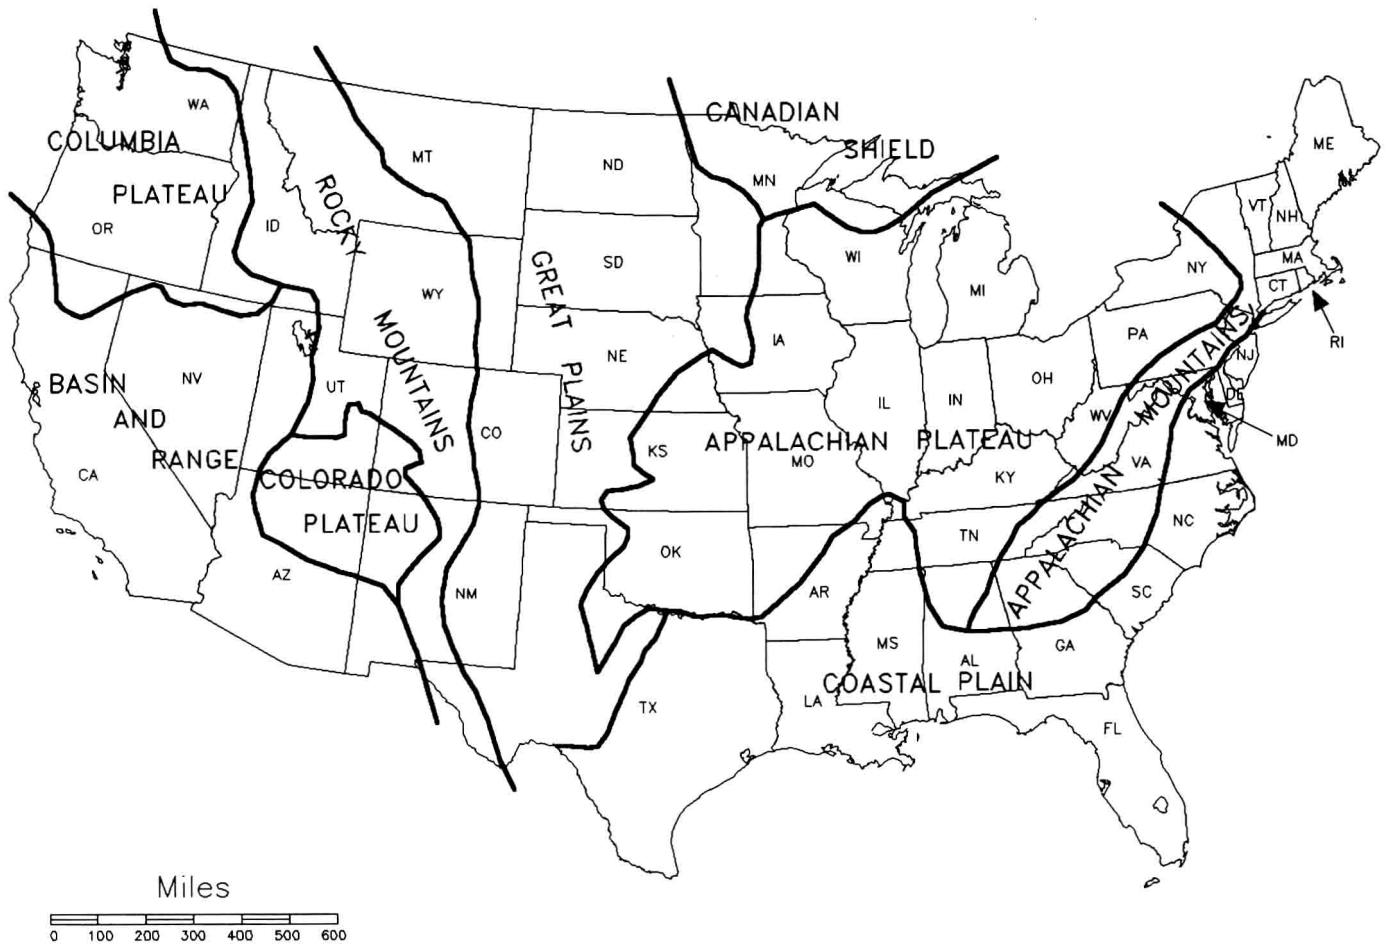 CANADIAN
SHIELD
COLUMBIA
PLATEAU
ROCKY
MOUNTAINS
GREAT PLAINS
BASIN
AND
RANGE
COLORADO
PLATEAU
APPALACHIAN PLATEAU
APPALACHIAN MOUNTAINS
COASTAL PLAIN
WA
OR
ID
MT
WY
ND
SD
NE
MN
WI
MI
IA
IL
IN
OH
PA
NY
VT
NH
ME
MA
CT
RI
NJ
DE
MD
WV
VA
KY
TN
NC
SC
GA
AL
MS
FL
LA
AR
MO
KS
OK
TX
NM
CO
UT
AZ
NV
CA
Miles
0 100 200 300 400 500 600